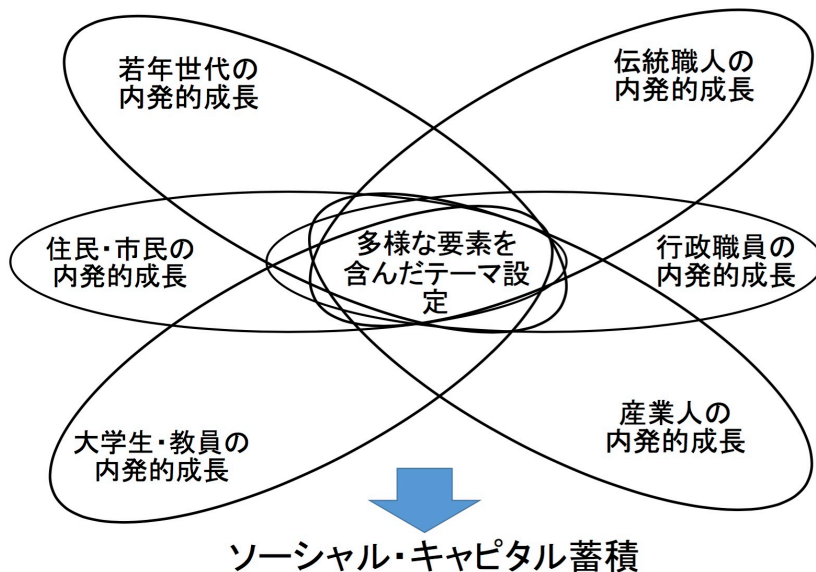 若年世代の
内発的成長
伝統職人の
内発的成長
住民・市民の
内発的成長
多様な要素を
含んだテーマ設
定
行政職員の
内発的成長
大学生・教員の
内発的成長
産業人の
内発的成長
ソーシャル・キャピタル蓄積